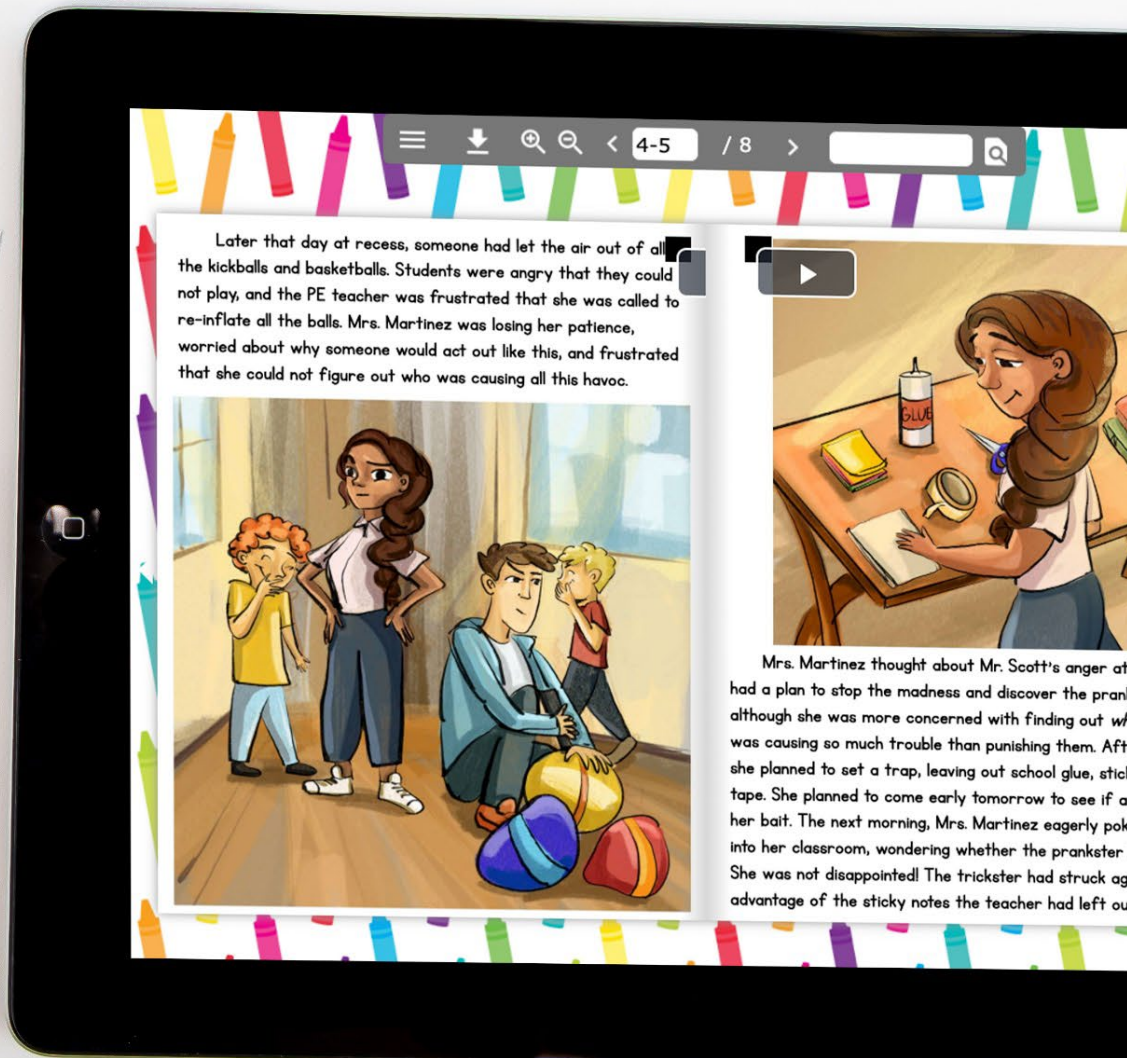 4-5 / 8
Later that day at recess, someone had let the air out of all
the kickballs and basketballs. Students were angry that they could
not play, and the PE teacher was frustrated that she was called to
re-inflate all the balls. Mrs. Martinez was losing her patience,
worried about why someone would act out like this, and frustrated
that she could not figure out who was causing all this havoc.
GLUE
Mrs. Martinez thought about Mr. Scott's anger at
had a plan to stop the madness and discover the
although she was more concerned with finding out
was causing so much trouble than punishing them.
she planned to set a trap, leaving out school glue,
tape. She planned to come early tomorrow to see if
her bait. The next morning, Mrs. Martinez eagerly
into her classroom, wondering whether the prankster
She was not disappointed! The trickster had struck
advantage of the sticky notes the teacher had left